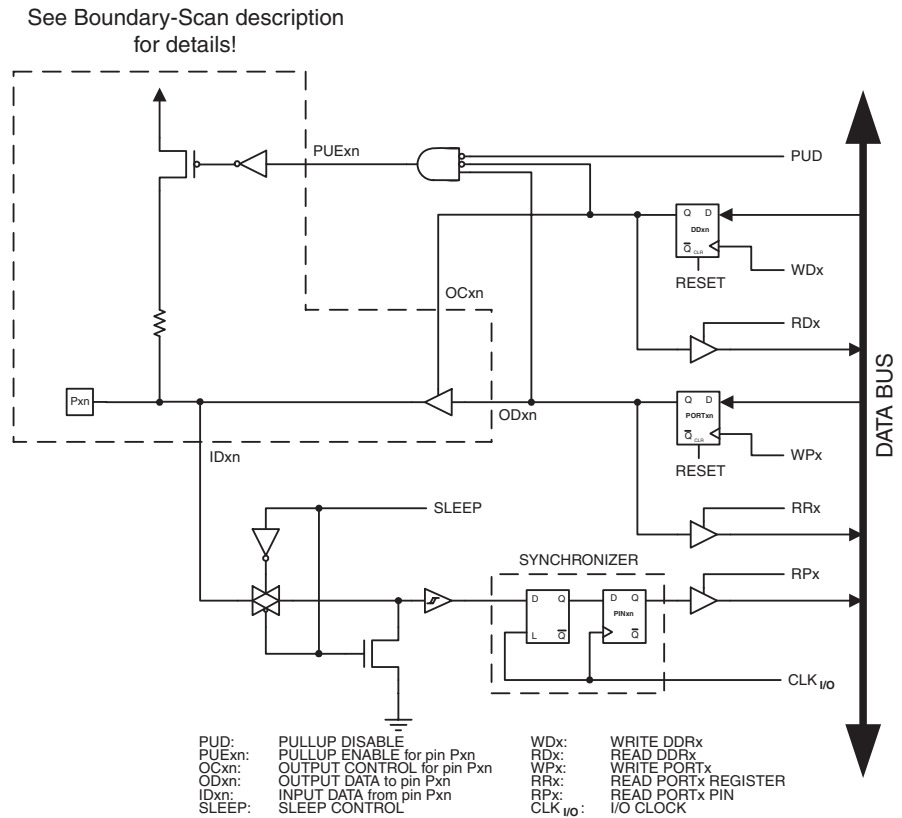 See Boundary-Scan description
for details!
PUExn
PUD
Q D
DDxn
Q CLR
WDx
RESET
OCxn
RDx
Pxn
ODxn
Q D
PORTxn
Q CLR
WPx
RESET
IDxn
DATA BUS
SLEEP
RRx
SYNCHRONIZER
RPx
D Q
L Q
D Q
PINxn
Q
CLK I/O
PUD: PULLUP DISABLE
PUExn: PULLUP ENABLE for pin Pxn
OCxn: OUTPUT CONTROL for pin Pxn
ODxn: OUTPUT DATA to pin Pxn
IDxn: INPUT DATA from pin Pxn
SLEEP: SLEEP CONTROL
WDx: WRITE DDRx
RDx: READ DDRx
WPx: WRITE PORTx
RRx: READ PORTx REGISTER
RPx: READ PORTx PIN
CLK I/O: I/O CLOCK